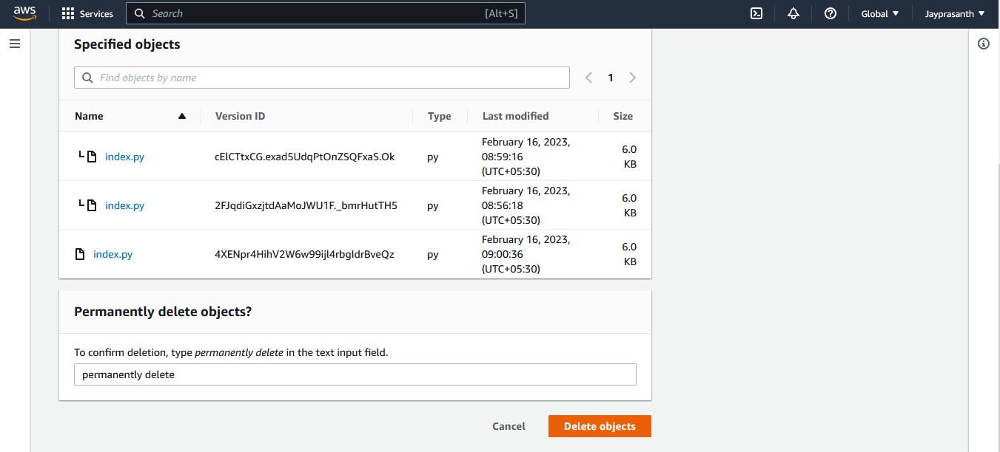 aws
Services
Search
[Alt+S]
Global
Jayprasanth
Specified objects
Find objects by name
1
Name Version ID Type Last modified Size
index.py cElCTtxCG.exad5UdqPtOnZSQFxaS.Ok py February 16, 2023, 08:59:16 (UTC+05:30) 6.0 KB
index.py 2FJqdiGxzjtdAaMoJWU1F._bmrHutTH5 py February 16, 2023, 08:56:18 (UTC+05:30) 6.0 KB
index.py 4XENpr4HihV2W6w99ijl4rbgIdrBveQz py February 16, 2023, 09:00:36 (UTC+05:30) 6.0 KB
Permanently delete objects?
To confirm deletion, type permanently delete in the text input field.
permanently delete
Cancel
Delete objects